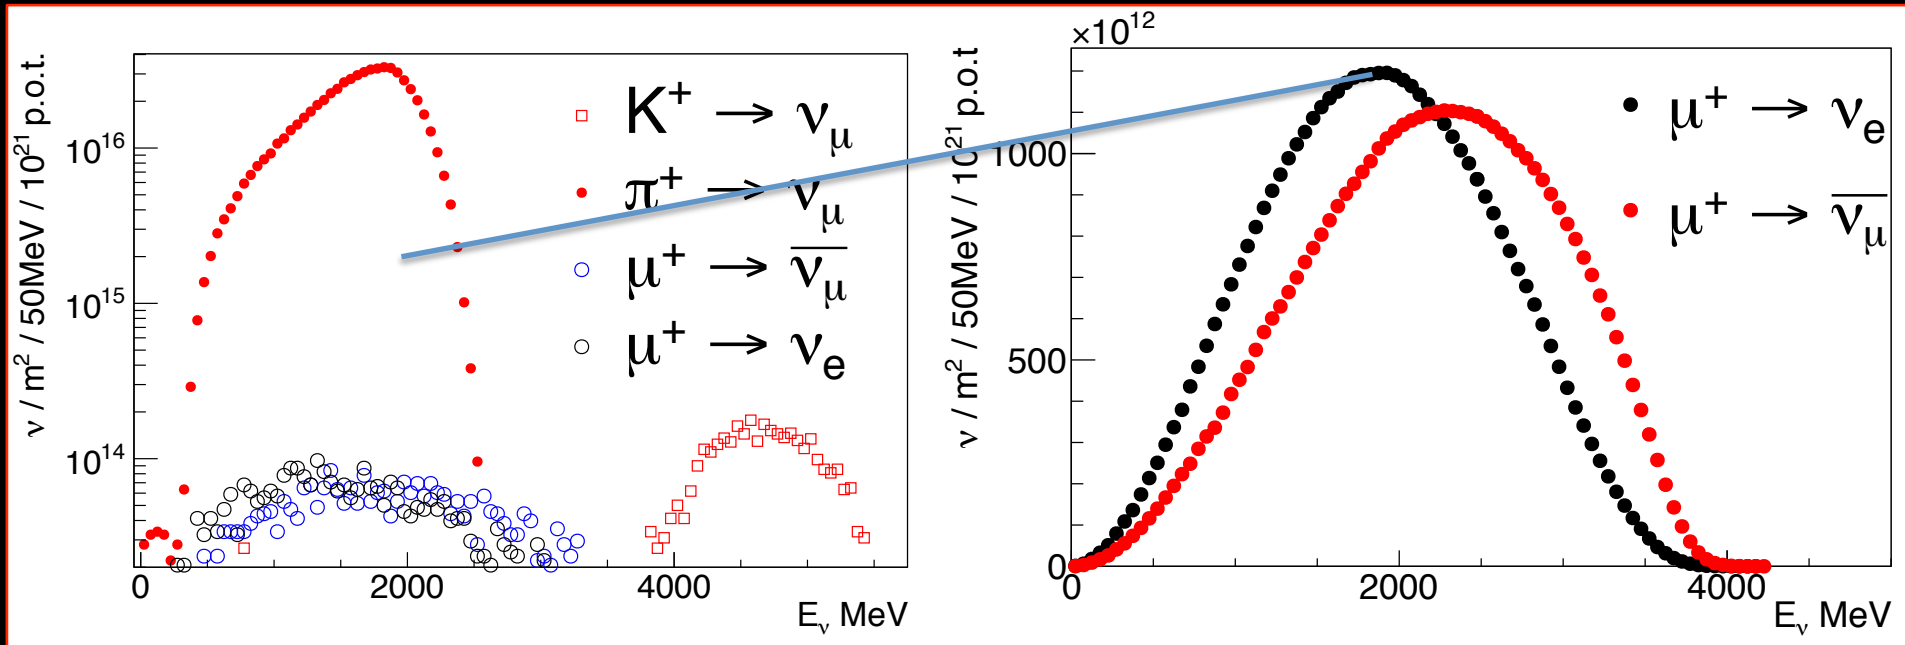 ν / m² / 50MeV / 10²¹ p.o.t.
10¹⁶
10¹⁵
10¹⁴
0
2000
4000
E_ν MeV
K⁺ → ν_μ
π⁺ → ν_μ
μ⁺ → ν̅_μ
μ⁺ → ν_e
×10¹²
ν / m² / 50MeV / 10²¹ p.o.t
1000
500
0
0
2000
4000
E_ν MeV
μ⁺ → ν_e
μ⁺ → ν̅_μ